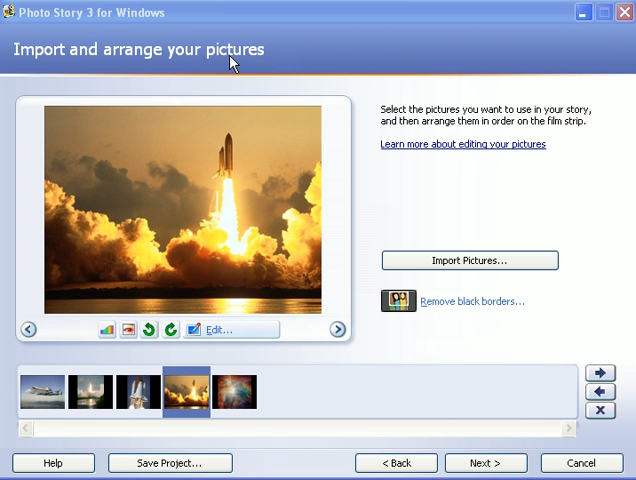 Photo Story 3 for Windows
Import and arrange your pictures
Select the pictures you want to use in your story,
and then arrange them in order on the film strip.
Learn more about editing your pictures
Import Pictures...
Remove black borders...
Edit...
Help
Save Project...
< Back
Next >
Cancel